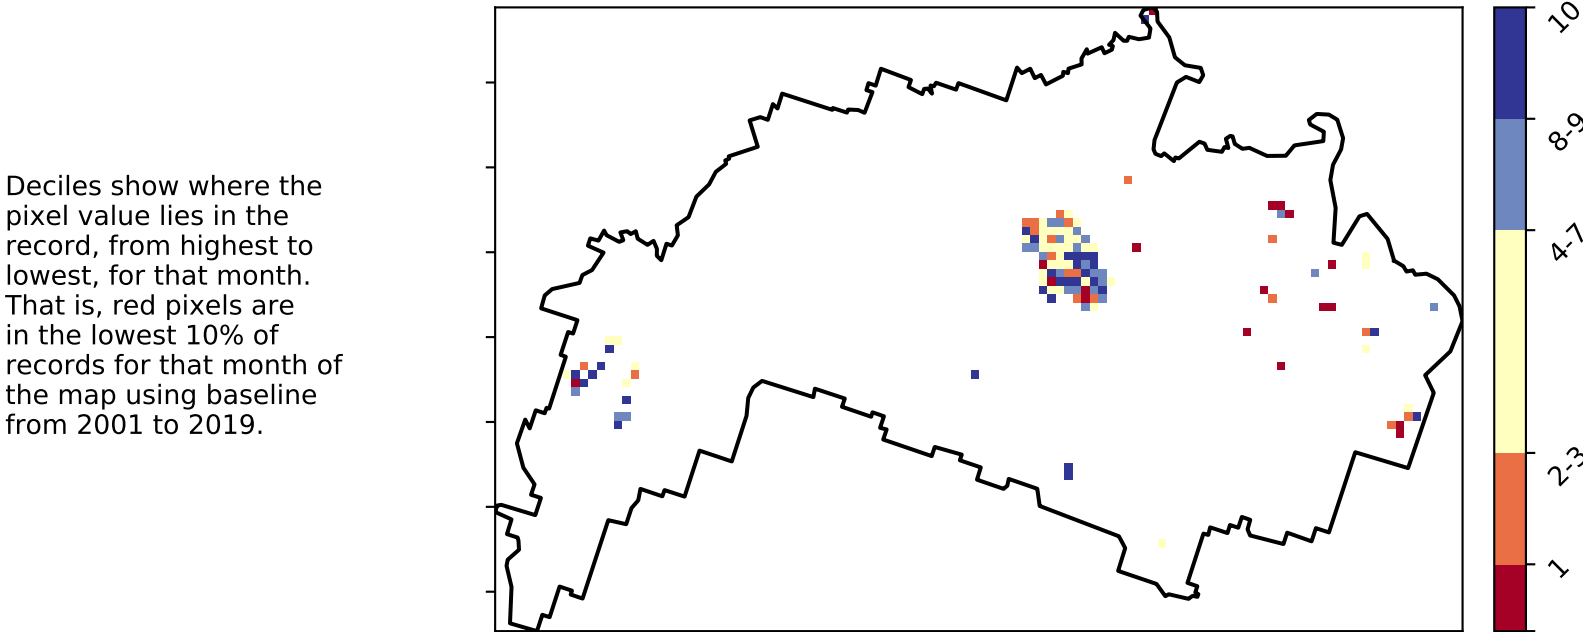 Deciles show where the
pixel value lies in the
record, from highest to
lowest, for that month.
That is, red pixels are
in the lowest 10% of
records for that month of
the map using baseline
from 2001 to 2019.
10
8-9
4-7
2-3
1